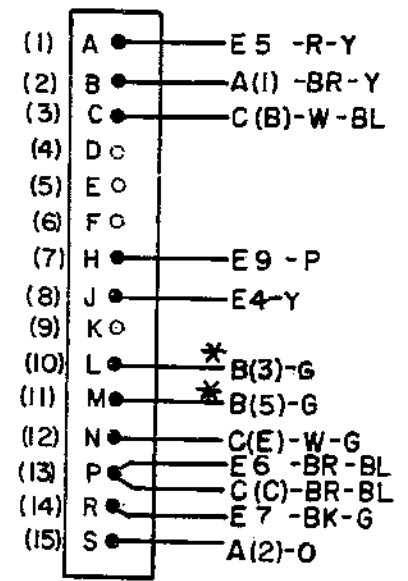 (1) A E5 -R-Y
(2) B A(1) -BR-Y
(3) C C(B)-W-BL
(4) D
(5) E
(6) F
(7) H E9 -P
(8) J E4-Y
(9) K
(10) L * B(3)-G
(11) M * B(5)-G
(12) N C(E)-W-G
(13) P E6 -BR-BL
C(C)-BR-BL
(14) R E7 -BK-G
(15) S A(2)-O